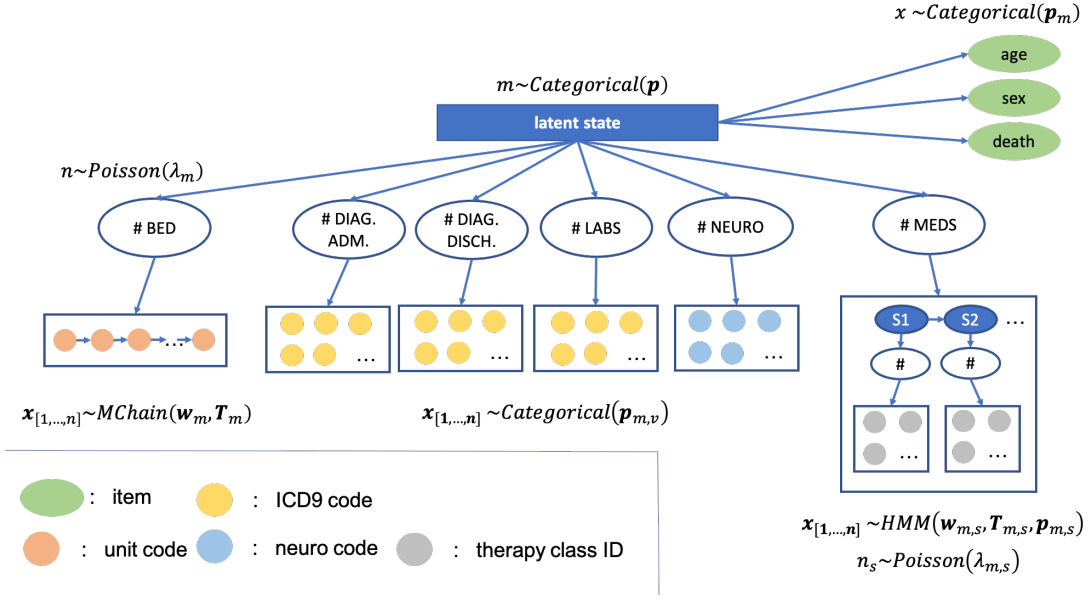 x ~Categorical(p_m)
age
m~Categorical(p)
sex
latent state
death
n~Poisson(λ_m)
# BED
# DIAG. ADM.
# DIAG. DISCH.
# LABS
# NEURO
# MEDS
S1
S2
...
...
# #
... ... ... ...
... ...
x_[1,...,n]~MChain(w_m, T_m)
x_[1,...,n] ~Categorical(p_m,v)
: item
: ICD9 code
: unit code
: neuro code
: therapy class ID
x_[1,...,n] ~HMM(w_m,s, T_m,s, p_m,s)
n_s~Poisson(λ_m,s)